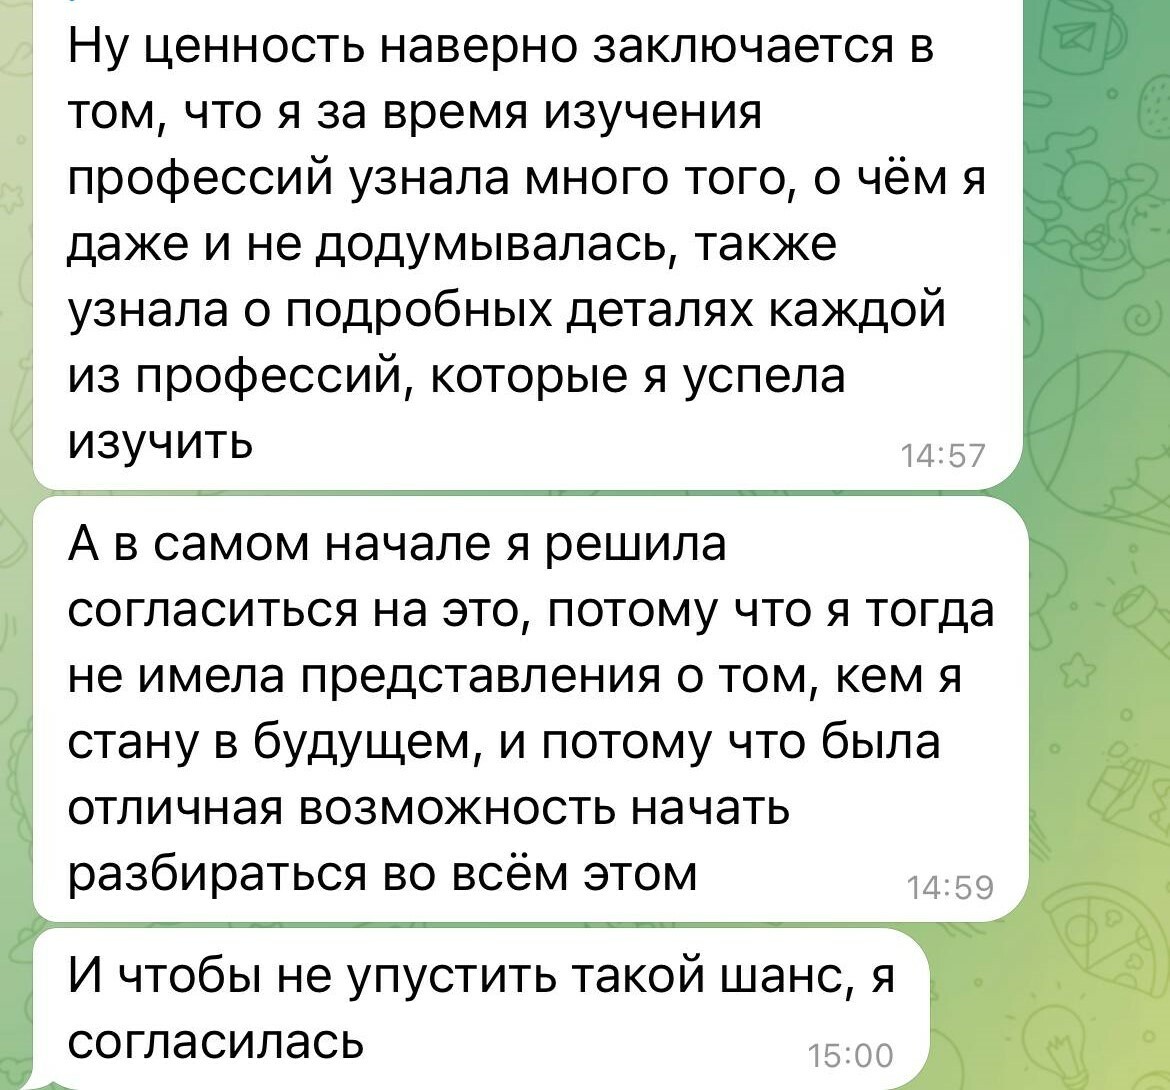 Ну ценность наверно заключается в
том, что я за время изучения
профессий узнала много того, о чём я
даже и не додумывалась, также
узнала о подробных деталях каждой
из профессий, которые я успела
изучить
14:57
А в самом начале я решила
согласиться на это, потому что я тогда
не имела представления о том, кем я
стану в будущем, и потому что была
отличная возможность начать
разбираться во всём этом
14:59
И чтобы не упустить такой шанс, я
согласилась
15:00